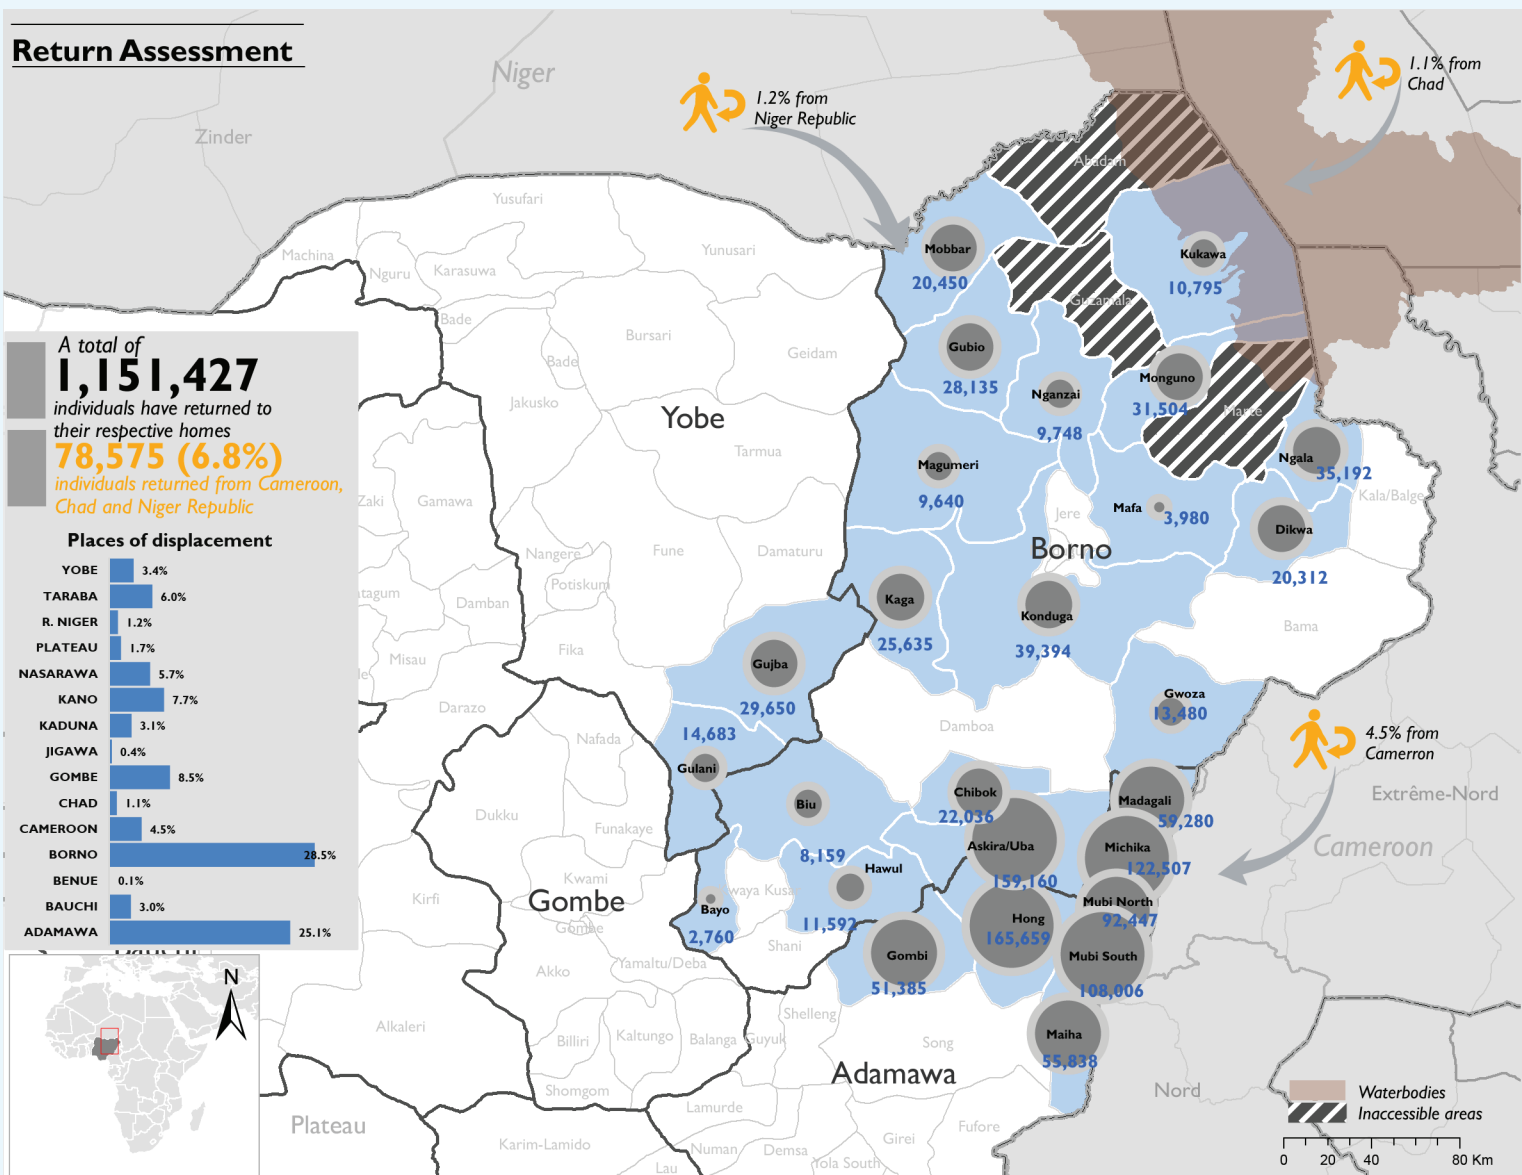 Return Assessment
Niger
Zinder
1.2% from
Niger Republic
1.1% from
Chad
Abadam
Yusufari
Machina
Nguru
Karasuwa
Yunusari
Mobbar
20,450
Kukawa
10,795
Guzamala
Bade
Bursari
Bade
Geidam
Gubio
28,135
Monguno
31,504
Marte
Nganzai
9,748
Jakusko
Yobe
Tarmua
Magumeri
9,640
Ngala
35,192
Kala/Balge
A total of
1,151,427
individuals have returned to
their respective homes
78,575 (6.8%)
individuals returned from Cameroon,
Chad and Niger Republic
Zaki
Gamawa
Mafa
3,980
Jere
Dikwa
20,312
Borno
Nangere
Fune
Damaturu
Potiskum
Damban
Kaga
25,635
Konduga
39,394
Bama
Fika
Misau
Gujba
29,650
Darazo
Gwoza
13,480
Nafada
14,683
Gulani
Damboa
4.5% from
Camerron
Places of displacement
YOBE 3.4%
TARABA 6.0%
R. NIGER 1.2%
PLATEAU 1.7%
NASARAWA 5.7%
KANO 7.7%
KADUNA 3.1%
JIGAWA 0.4%
GOMBE 8.5%
CHAD 1.1%
CAMEROON 4.5%
BORNO 28.5%
BENUE 0.1%
BAUCHI 3.0%
ADAMAWA 25.1%
Dukku
Funakaye
Biu
8,159
Chibok
22,036
Madagali
59,280
Extrême-Nord
Askira/Uba
159,160
Michika
122,507
Cameroon
Hawul
11,592
Kwami
Kirfi
Gombe
Gombe
Bayo
2,760
waya Kusa
Mubi North
92,447
Hong
165,659
Shani
Gombi
51,385
Mubi South
108,006
Akko
Yamaltu/Deba
N
Alkaleri
Billiri
Kaltungo
Balanga
Guyuk
Shelleng
Song
Maiha
55,838
Adamawa
Shomgom
Nord
Plateau
Karim-Lamido
Lamurde
Numan
Demsa
Girei
Fufore
Lau
Yola South
Waterbodies
Inaccessible areas
0 20 40 80 Km